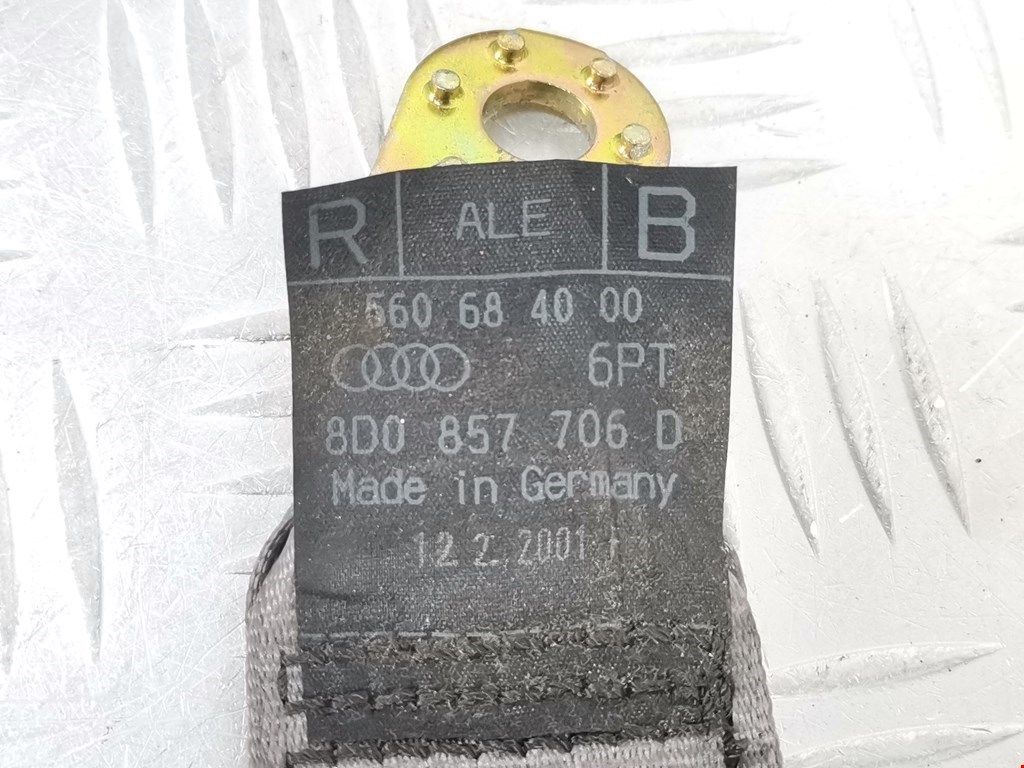 R ALE B
560 68 40 00
6PT
8D0 857 706 D
Made in Germany
12.2.2001